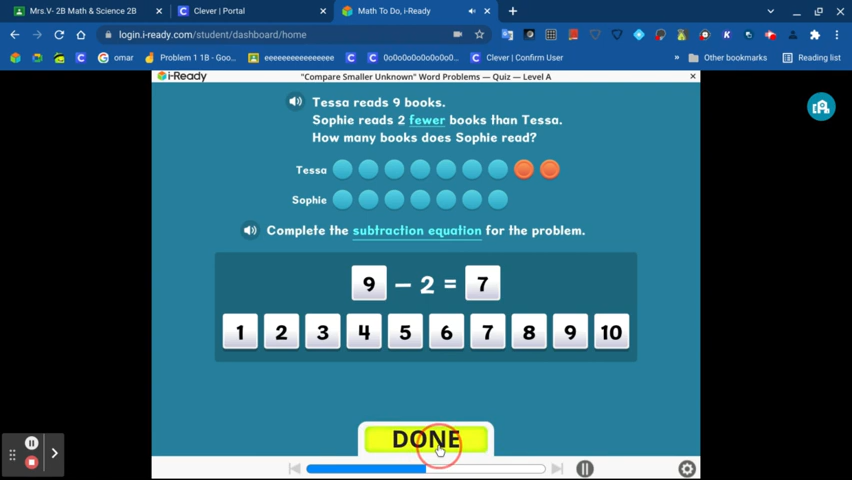 Mrs.V- 2B Math & Science 2B
Clever | Portal
Math To Do, i-Ready
login.i-ready.com/student/dashboard/home
omar
Problem 1 1B - Goo...
eeeeeeeeeeeeeeee
0o0o0o0o0o0o0...
Clever | Confirm User
»
Other bookmarks
Reading list
i-Ready
"Compare Smaller Unknown" Word Problems — Quiz — Level A
Tessa reads 9 books.
Sophie reads 2 fewer books than Tessa.
How many books does Sophie read?
Tessa
Sophie
Complete the subtraction equation for the problem.
9 – 2 = 7
1 2 3 4 5 6 7 8 9 10
DONE